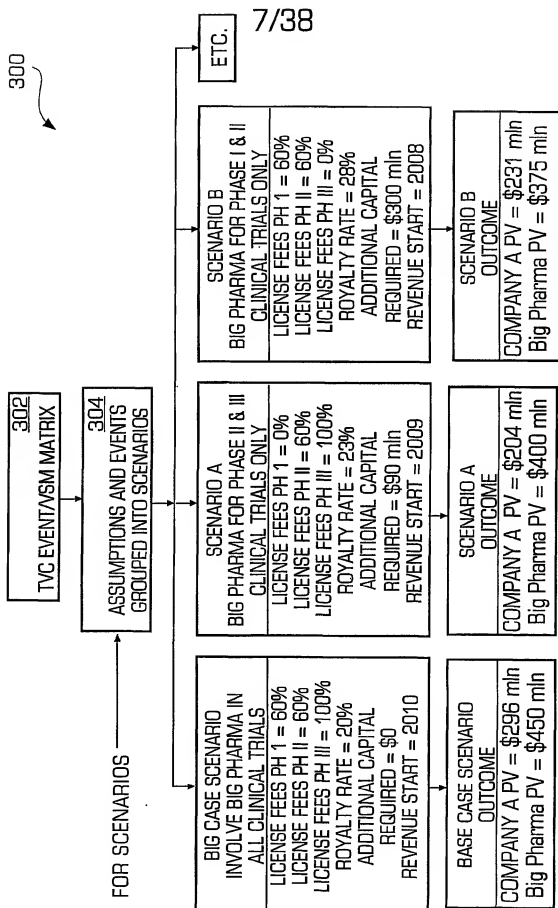 7/38
300
302
TVC EVENT/VSM MATRIX
304
ASSUMPTIONS AND EVENTS
GROUPED INTO SCENARIOS
FOR SCENARIOS
BIG CASE SCENARIO
INVOLVE BIG PHARMA IN
ALL CLINICAL TRIALS
LICENSE FEES PH 1 = 60%
LICENSE FEES PH II = 60%
LICENSE FEES PH III = 100%
ROYALTY RATE = 20%
ADDITIONAL CAPITAL
REQUIRED = $0
REVENUE START = 2010
SCENARIO A
BIG PHARMA FOR PHASE II & III
CLINICAL TRIALS ONLY
LICENSE FEES PH 1 = 0%
LICENSE FEES PH II = 60%
LICENSE FEES PH III = 100%
ROYALTY RATE = 23%
ADDITIONAL CAPITAL
REQUIRED = $90 mln
REVENUE START = 2009
SCENARIO B
BIG PHARMA FOR PHASE I & II
CLINICAL TRIALS ONLY
LICENSE FEES PH 1 = 60%
LICENSE FEES PH II = 60%
LICENSE FEES PH III = 0%
ROYALTY RATE = 28%
ADDITIONAL CAPITAL
REQUIRED = $300 mln
REVENUE START = 2008
ETC.
BASE CASE SCENARIO
OUTCOME
COMPANY A PV = $296 mln
Big Pharma PV = $450 mln
SCENARIO A
OUTCOME
COMPANY A PV = $204 mln
Big Pharma PV = $400 mln
SCENARIO B
OUTCOME
COMPANY A PV = $231 mln
Big Pharma PV = $375 mln